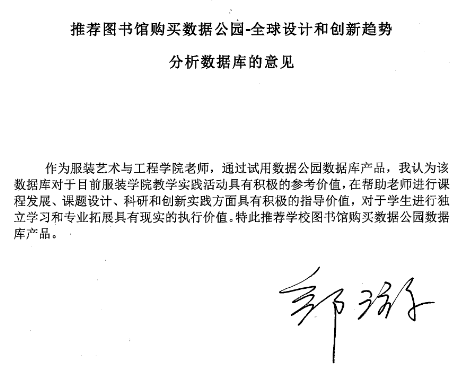 推荐图书馆购买数据公园-全球设计和创新趋势
分析数据库的意见
作为服装艺术与工程学院老师，通过试用数据公园数据库产品，我认为该
数据库对于目前服装学院教学实践活动具有积极的参考价值，在帮助老师进行课
程发展、课题设计、科研和创新实践方面具有积极的指导价值，对于学生进行独
立学习和专业拓展具有现实的执行价值。特此推荐学校图书馆购买数据公园数据
库产品。